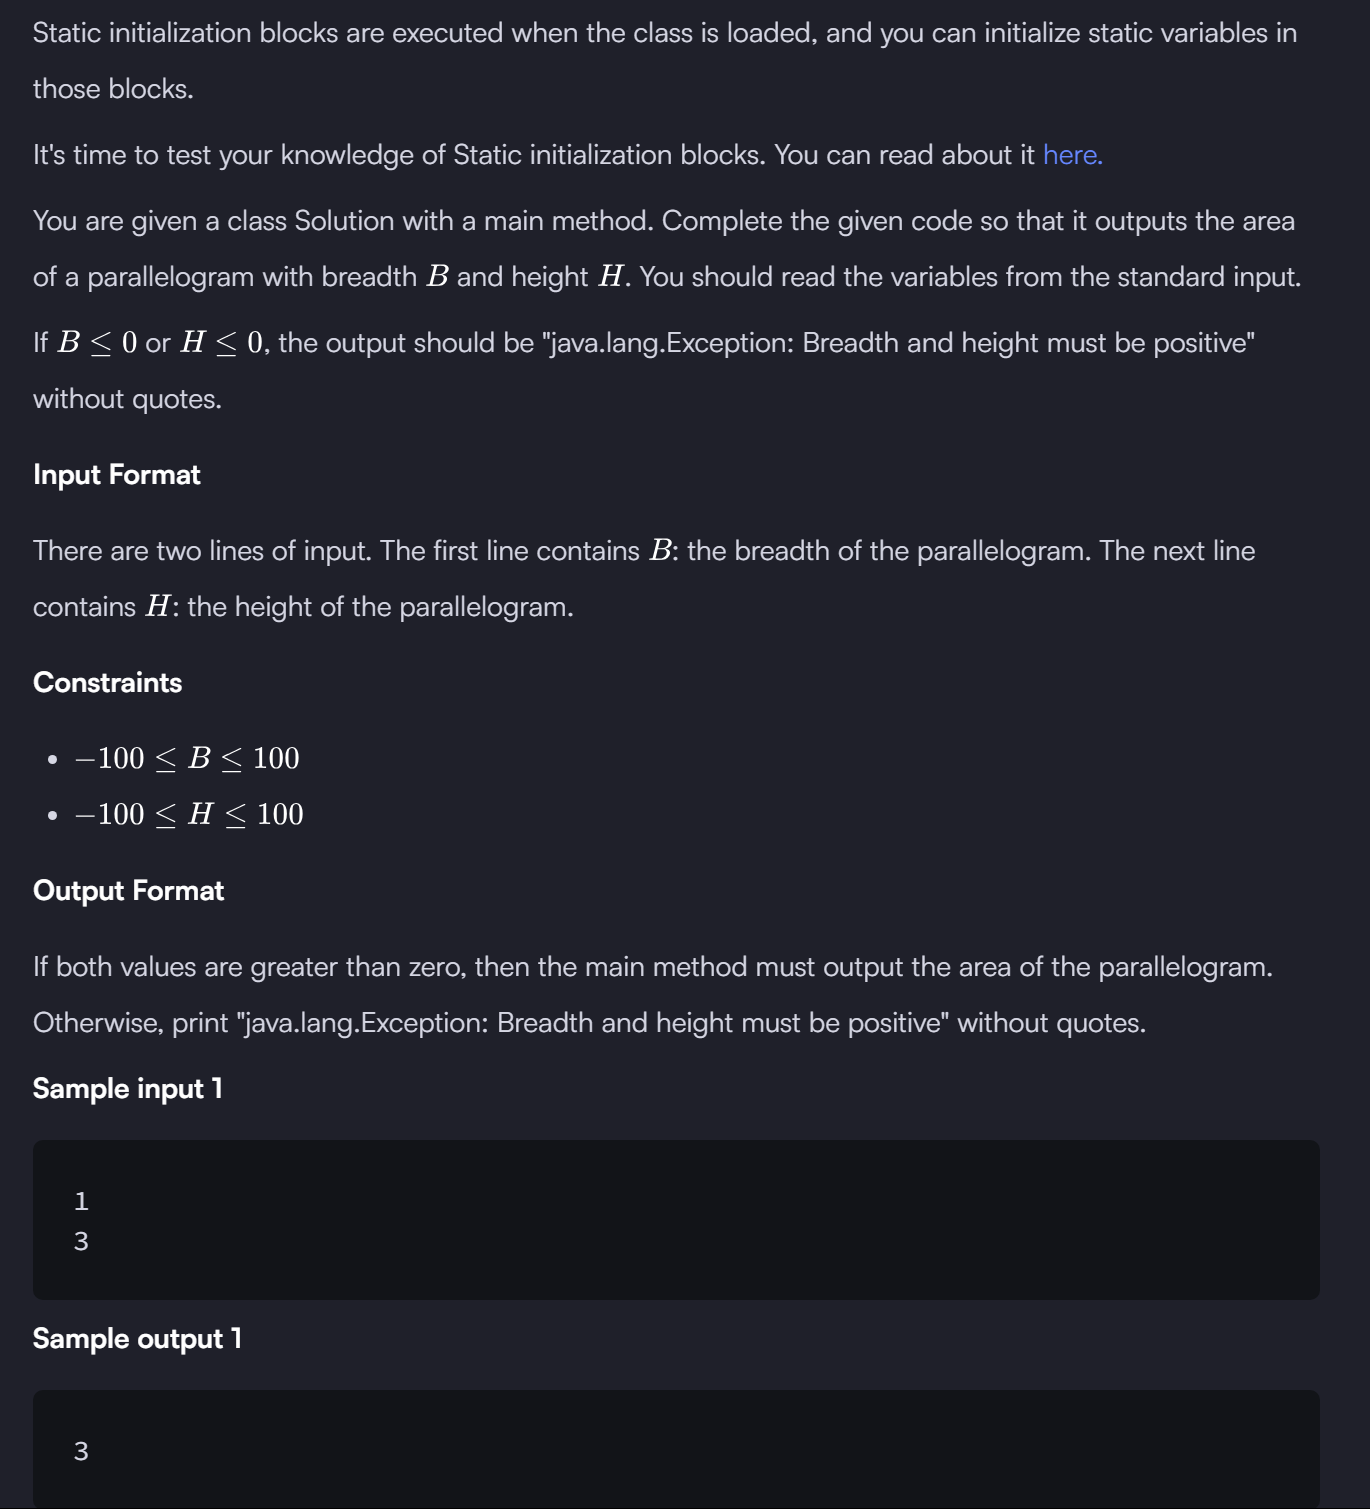 Static initialization blocks are executed when the class is loaded, and you can initialize static variables in
those blocks.
It's time to test your knowledge of Static initialization blocks. You can read about it here.
You are given a class Solution with a main method. Complete the given code so that it outputs the area
of a parallelogram with breadth B and height H. You should read the variables from the standard input.
If B ≤ 0 or H ≤ 0, the output should be "java.lang.Exception: Breadth and height must be positive"
without quotes.
Input Format
There are two lines of input. The first line contains B: the breadth of the parallelogram. The next line
contains H: the height of the parallelogram.
Constraints
• −100 ≤ B ≤ 100
• −100 ≤ H ≤ 100
Output Format
If both values are greater than zero, then the main method must output the area of the parallelogram.
Otherwise, print "java.lang.Exception: Breadth and height must be positive" without quotes.
Sample input 1
1
3
Sample output 1
3